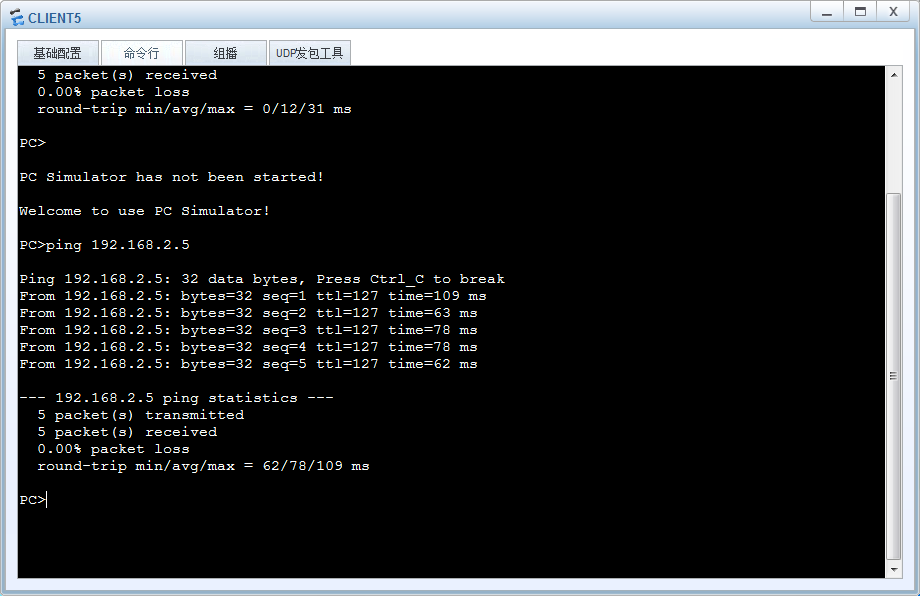 CLIENT5
基础配置 命令行 组播 UDP发包工具
5 packet(s) received
0.00% packet loss
round-trip min/avg/max = 0/12/31 ms
PC>
PC Simulator has not been started!
Welcome to use PC Simulator!
PC>ping 192.168.2.5
Ping 192.168.2.5: 32 data bytes, Press Ctrl_C to break
From 192.168.2.5: bytes=32 seq=1 ttl=127 time=109 ms
From 192.168.2.5: bytes=32 seq=2 ttl=127 time=63 ms
From 192.168.2.5: bytes=32 seq=3 ttl=127 time=78 ms
From 192.168.2.5: bytes=32 seq=4 ttl=127 time=78 ms
From 192.168.2.5: bytes=32 seq=5 ttl=127 time=62 ms
--- 192.168.2.5 ping statistics ---
5 packet(s) transmitted
5 packet(s) received
0.00% packet loss
round-trip min/avg/max = 62/78/109 ms
PC>